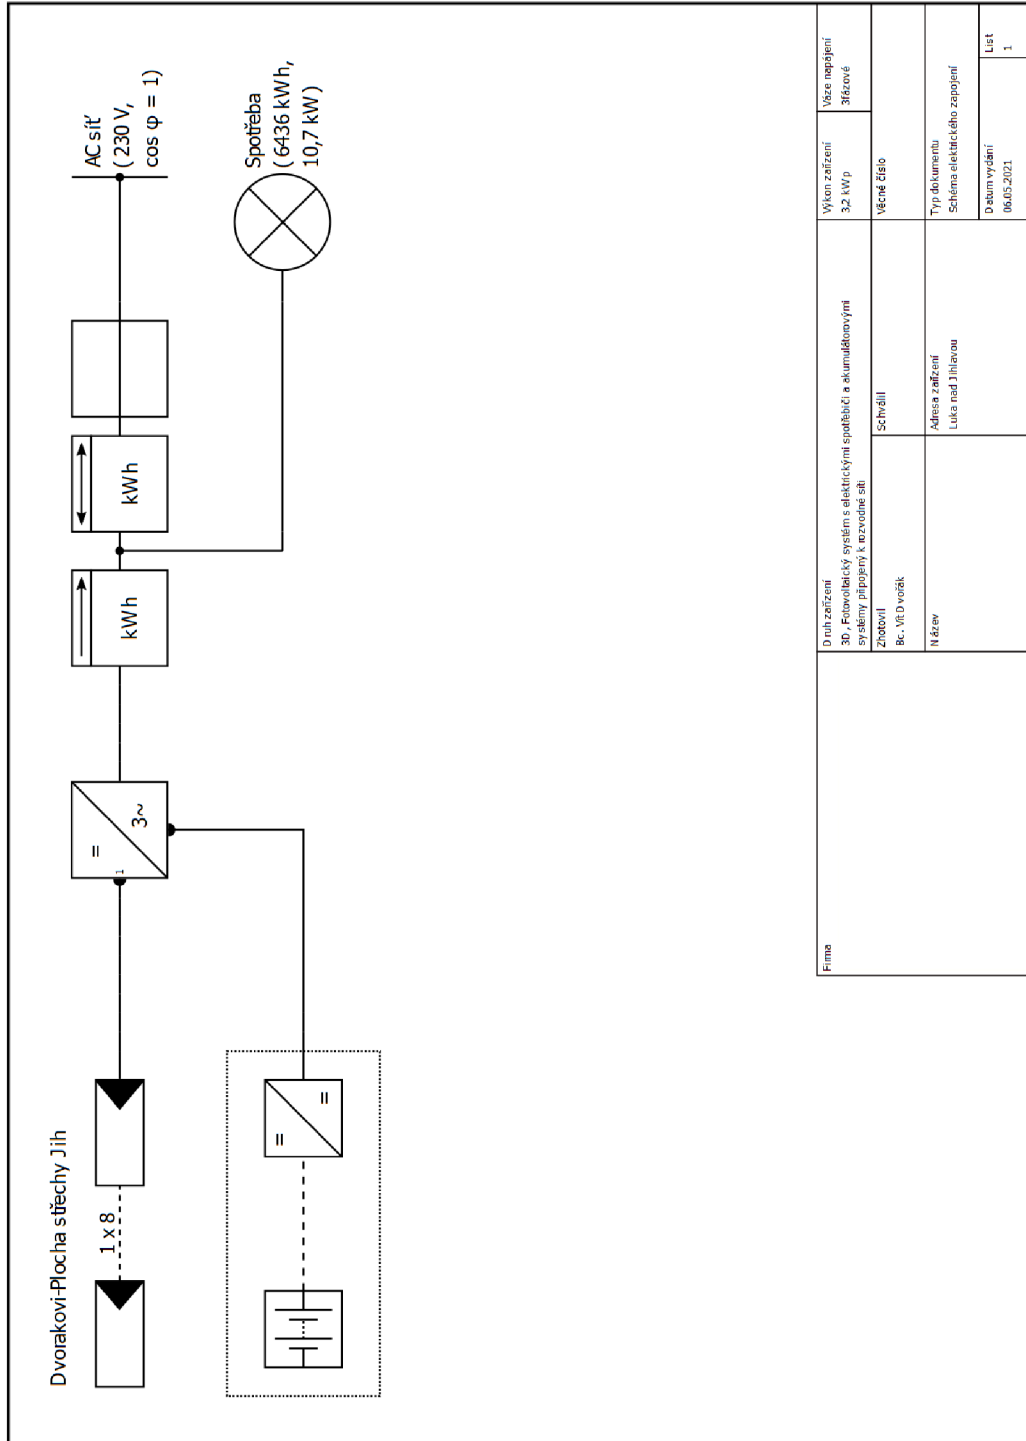 Dvorakovi-Plocha střechy Jih
1 x 8
=
=
=
3~
1
kWh
kWh
AC síť
(230 V,
cos φ = 1)
Spotřeba
(6436 kWh,
10,7 kW)
Firma
Druh zařízení
3D, Fotovoltaický systém s elektrickými spotřebiči a akumulátorovými
systémy připojený k rozvodné síti
Výkon zařízení
3,2 kWp
Váze napájení
3fázové
Zhotovil
Bc. Vít Dvořák
Schválil
Věcné číslo
Název
Adresa zařízení
Luka nad Jihlavou
Typ dokumentu
Schéma elektrického zapojení
Datum vydání
06.05.2021
List
1